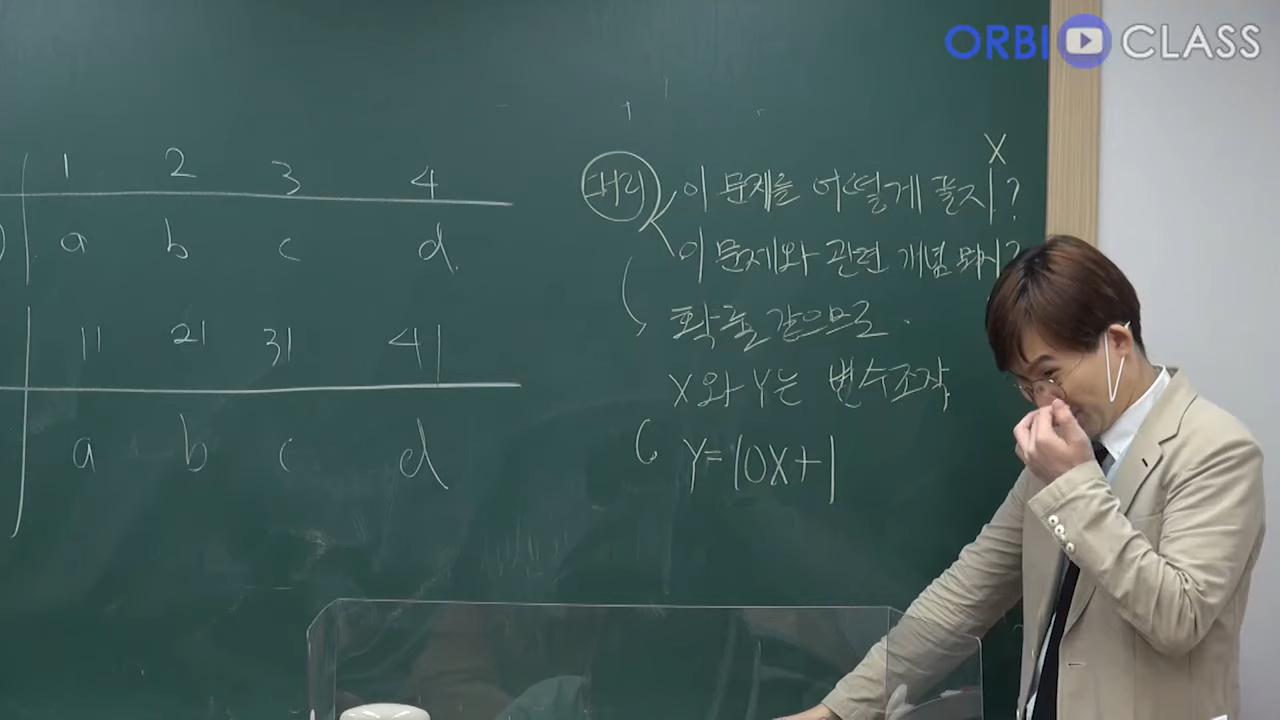 ORBI CLASS
1 2 3 4
a b c d
11 21 31 41
a b c d
X
태리 이 문제를 어떻게 풀지?
이 문제와 관련 개념 뭐지?
확률 같으므로.
X와 Y는 변수조작
Y=10X+1